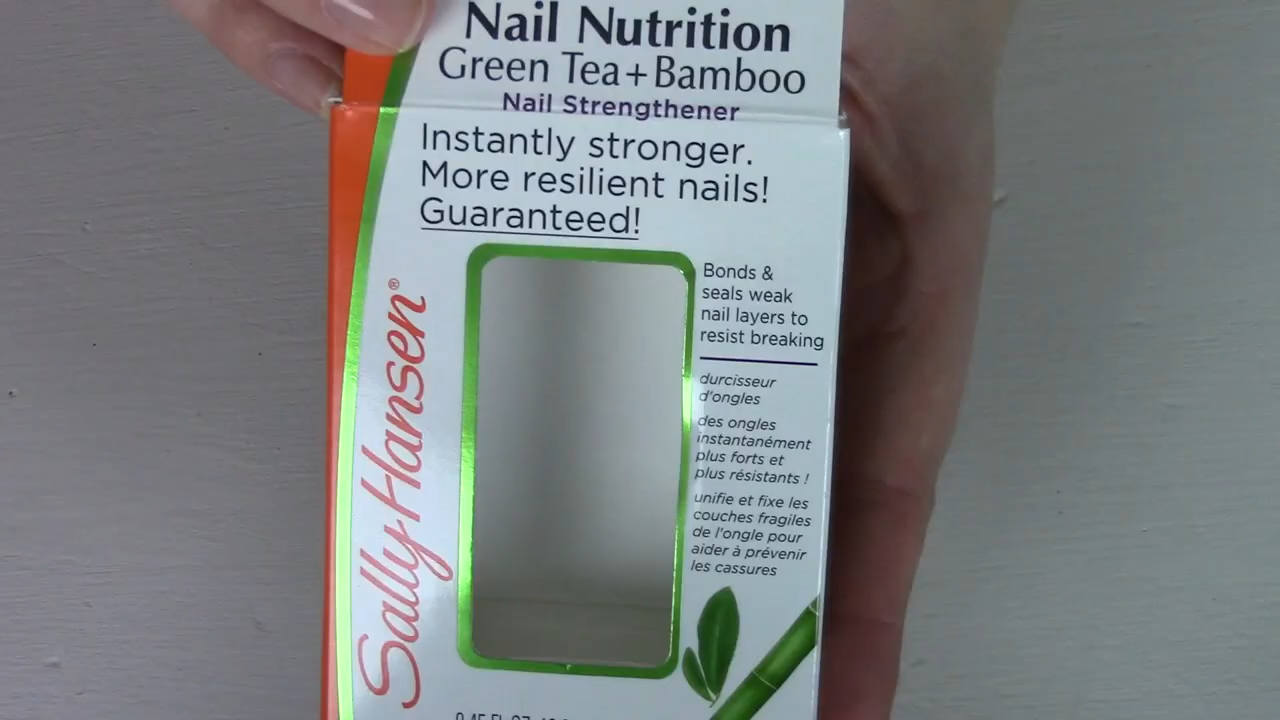 Nail Nutrition
Green Tea+Bamboo
Nail Strengthener
Instantly stronger.
More resilient nails!
Guaranteed!
Sally Hansen®
Bonds &
seals weak
nail layers to
resist breaking
durcisseur
d'ongles
des ongles
instantanément
plus forts et
plus résistants !
unifie et fixe les
couches fragiles
de l'ongle pour
aider à prévenir
les cassures